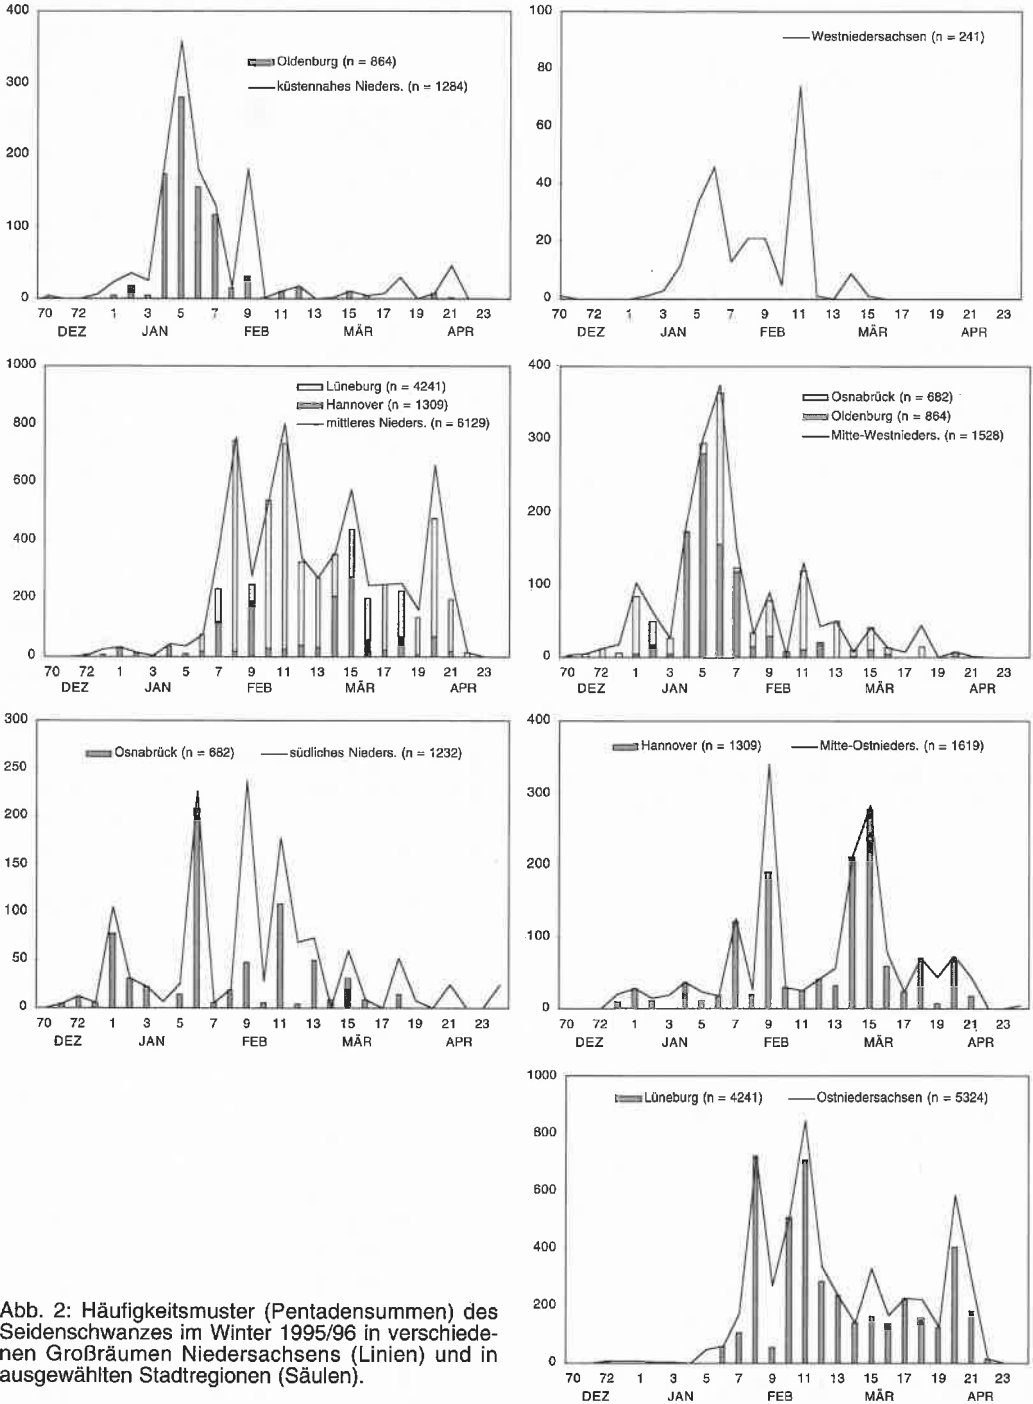 400
300
200
100
0
Oldenburg (n = 864)
küstennahes Nieders. (n = 1284)
70 72 1 3 5 7 9 11 13 15 17 19 21 23
DEZ JAN FEB MÄR APR
100
80
60
40
20
0
Westniedersachsen (n = 241)
70 72 1 3 5 7 9 11 13 15 17 19 21 23
DEZ JAN FEB MÄR APR
1000
800
600
400
200
0
Lüneburg (n = 4241)
Hannover (n = 1309)
mittleres Nieders. (n = 6129)
70 72 1 3 5 7 9 11 13 15 17 19 21 23
DEZ JAN FEB MÄR APR
400
300
200
100
0
Osnabrück (n = 682)
Oldenburg (n = 864)
Mitte-Westnieders. (n = 1528)
70 72 1 3 5 7 9 11 13 15 17 19 21 23
DEZ JAN FEB MÄR APR
300
250
200
150
100
50
0
Osnabrück (n = 682) südliches Nieders. (n = 1232)
70 72 1 3 5 7 9 11 13 15 17 19 21 23
DEZ JAN FEB MÄR APR
400
300
200
100
0
Hannover (n = 1309) Mitte-Ostnieders. (n = 1619)
70 72 1 3 5 7 9 11 13 15 17 19 21 23
DEZ JAN FEB MÄR APR
1000
800
600
400
200
0
Lüneburg (n = 4241) Ostniedersachsen (n = 5324)
70 72 1 3 5 7 9 11 13 15 17 19 21 23
DEZ JAN FEB MÄR APR
Abb. 2: Häufigkeitsmuster (Pentadensummen) des
Seidenschwanzes im Winter 1995/96 in verschiede-
nen Großräumen Niedersachsens (Linien) und in
ausgewählten Stadtregionen (Säulen).